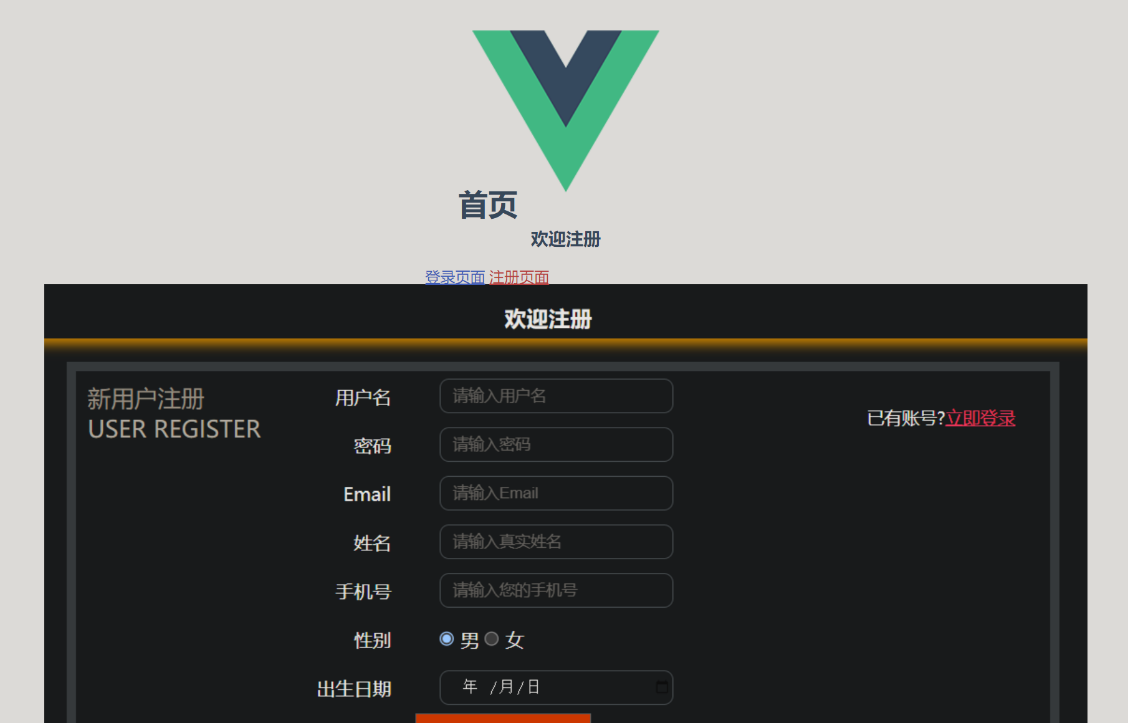 首页
欢迎注册
登录页面 注册页面
欢迎注册
新用户注册
USER REGISTER
已有账号?立即登录
用户名 请输入用户名
密码 请输入密码
Email 请输入Email
姓名 请输入真实姓名
手机号 请输入您的手机号
性别 男 女
出生日期 年 /月/日